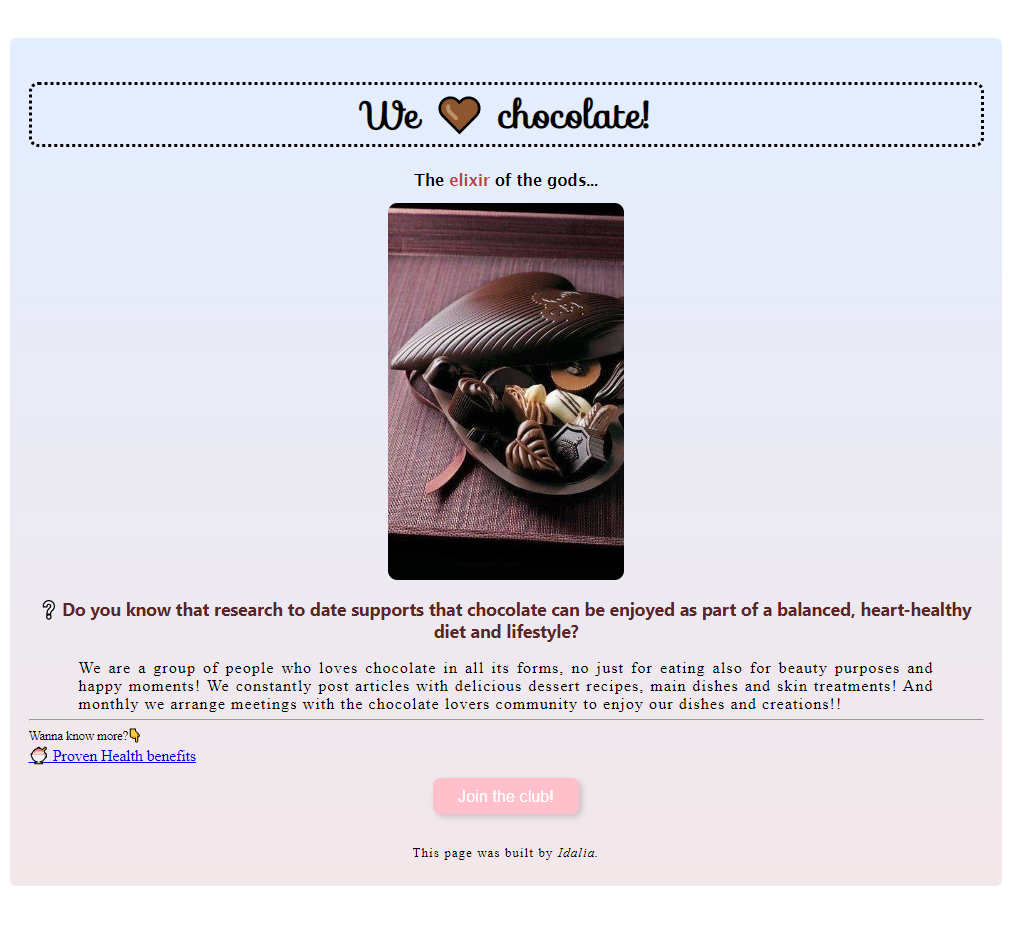 We 🤎 chocolate!
The elixir of the gods...
❔ Do you know that research to date supports that chocolate can be enjoyed as part of a balanced, heart-healthy
diet and lifestyle?
We are a group of people who loves chocolate in all its forms, no just for eating also for beauty purposes and
happy moments! We constantly post articles with delicious dessert recipes, main dishes and skin treatments! And
monthly we arrange meetings with the chocolate lovers community to enjoy our dishes and creations!!
Wanna know more?👇
🍧 Proven Health benefits
Join the club!
This page was built by Idalia.